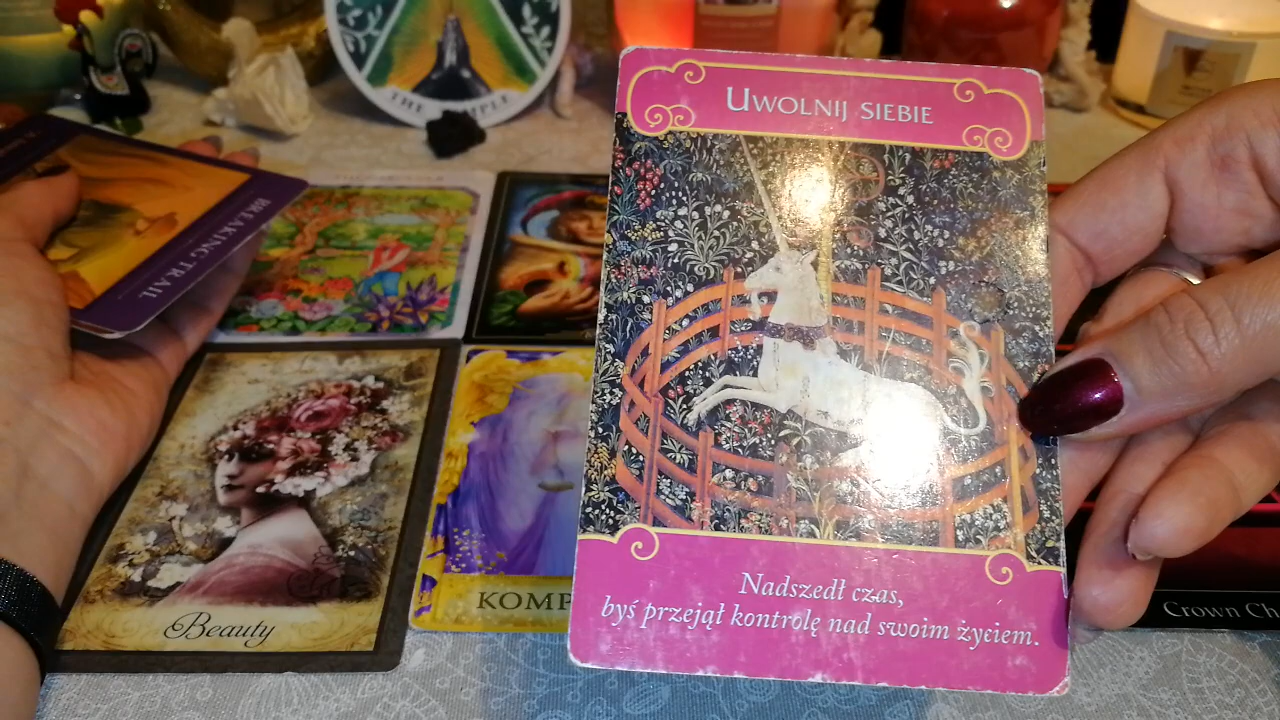 THE TEMPLE
UWOLNIJ SIEBIE
BREAKING TRAIL
Nadszedł czas,
byś przejął kontrolę nad swoim życiem.
Beauty
KOMP
Crown Ch